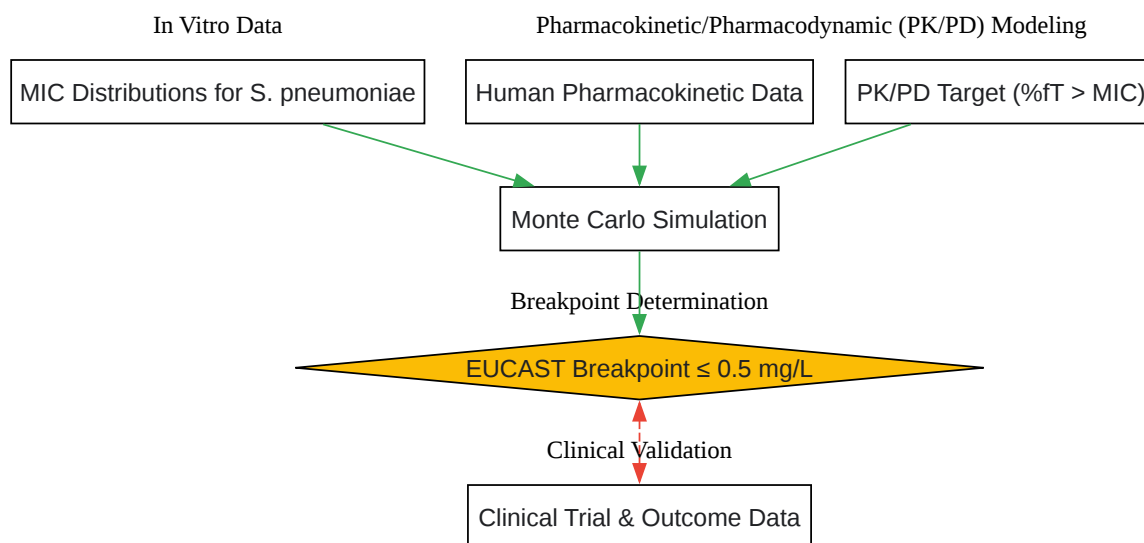 In Vitro Data
Pharmacokinetic/Pharmacodynamic (PK/PD) Modeling
MIC Distributions for S. pneumoniae
Human Pharmacokinetic Data
PK/PD Target (%fT > MIC)
Monte Carlo Simulation
Breakpoint Determination
EUCAST Breakpoint ≤ 0.5 mg/L
Clinical Validation
Clinical Trial & Outcome Data